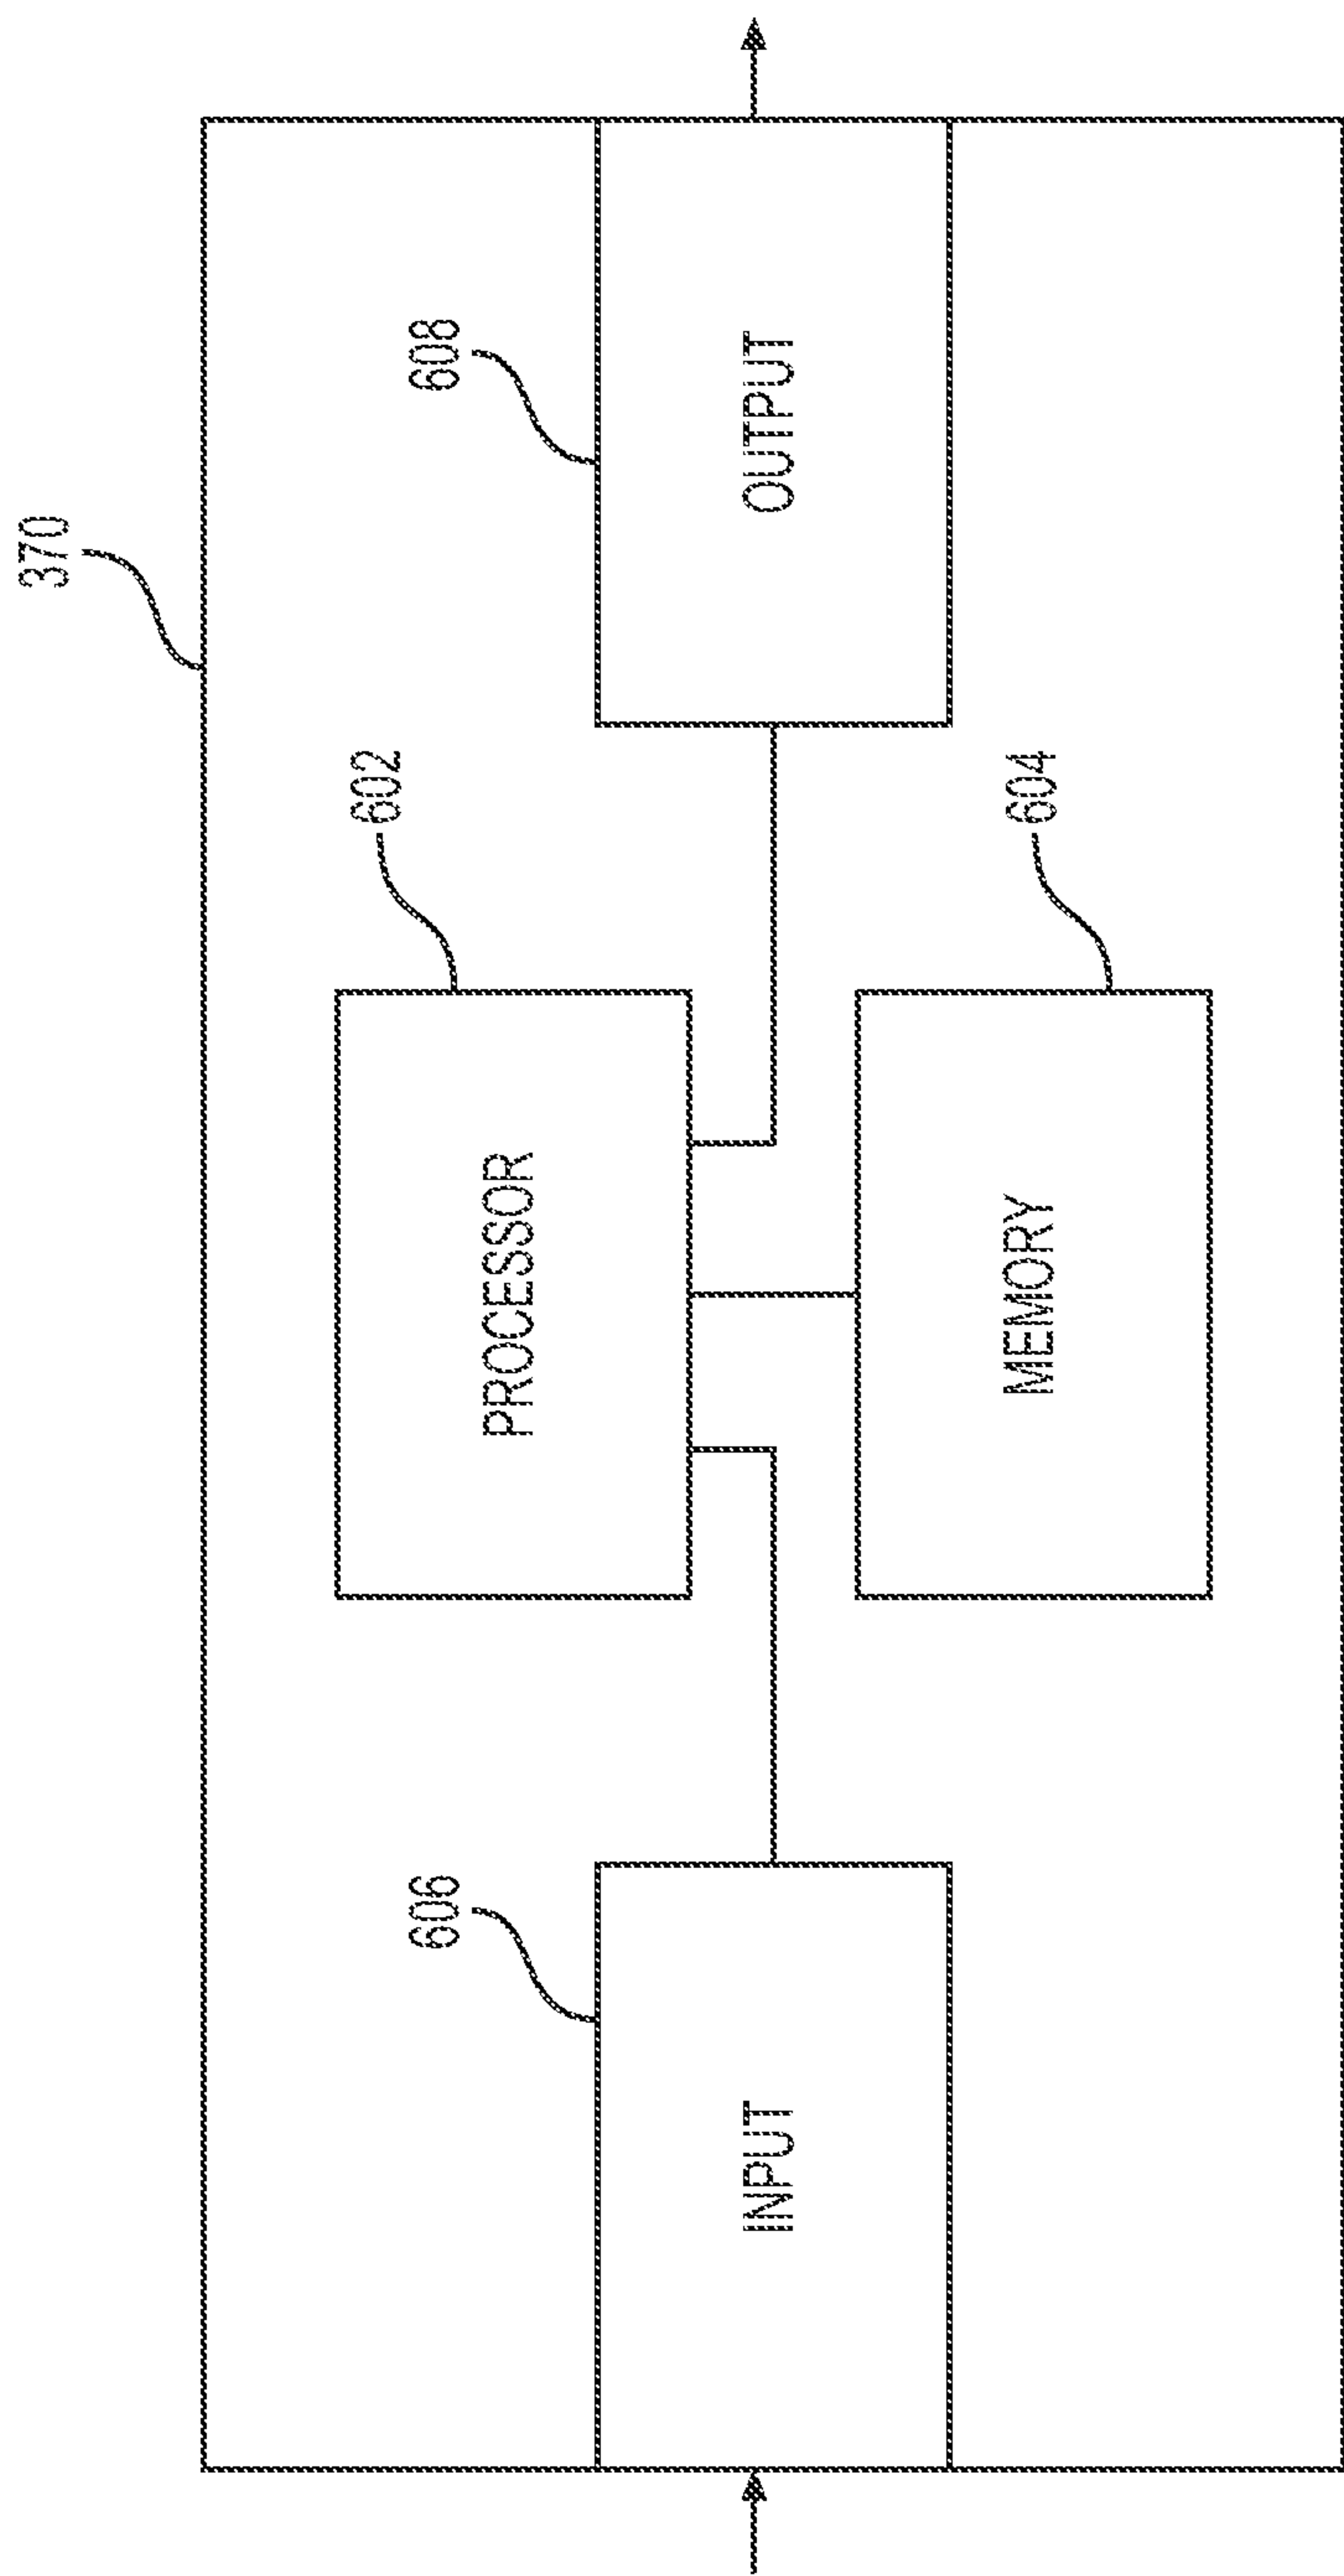 370
602
608
606
PROCESSOR
INPUT
OUTPUT
604
MEMORY